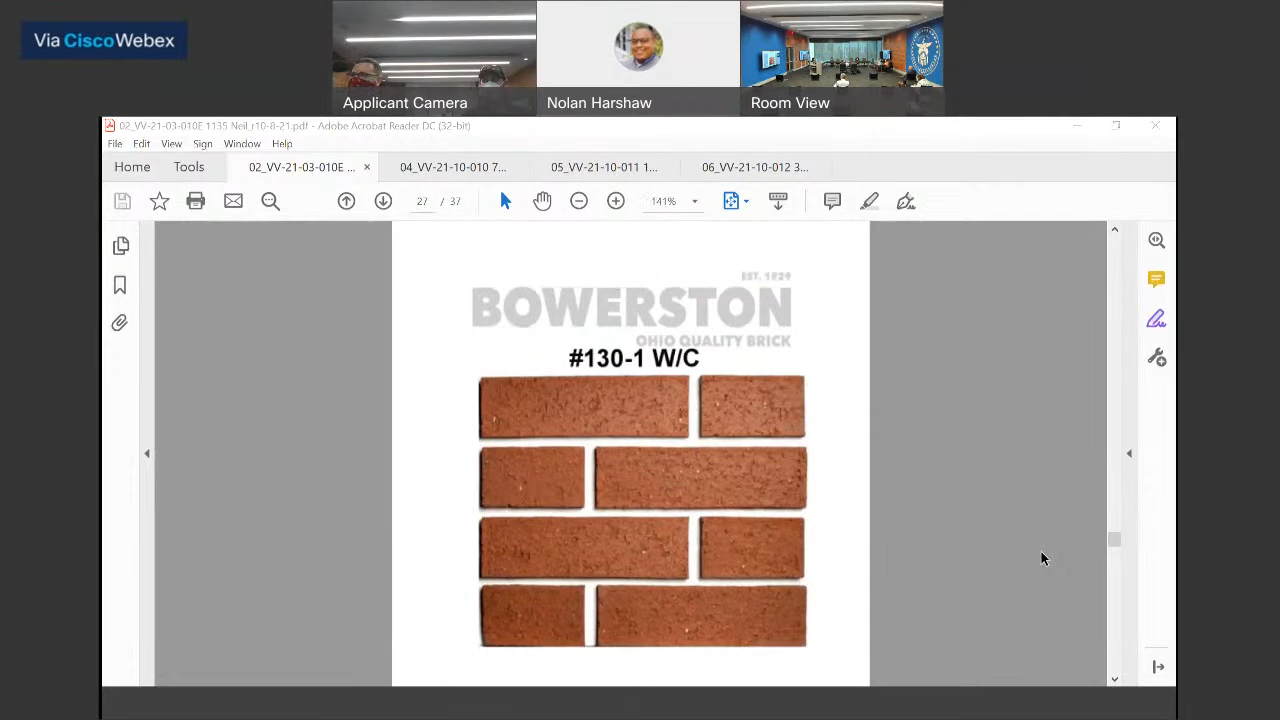 Via Cisco Webex
Applicant Camera
Nolan Harshaw
Room View
02_VV-21-03-010E 1135 Neil_r10-8-21.pdf - Adobe Acrobat Reader DC (32-bit)
File Edit View Sign Window Help
Home Tools 02_VV-21-03-010E ... 04_VV-21-10-010 7... 05_VV-21-10-011 1... 06_VV-21-10-012 3...
27 / 37 141%
EST. 1929
BOWERSTON
OHIO QUALITY BRICK
#130-1 W/C